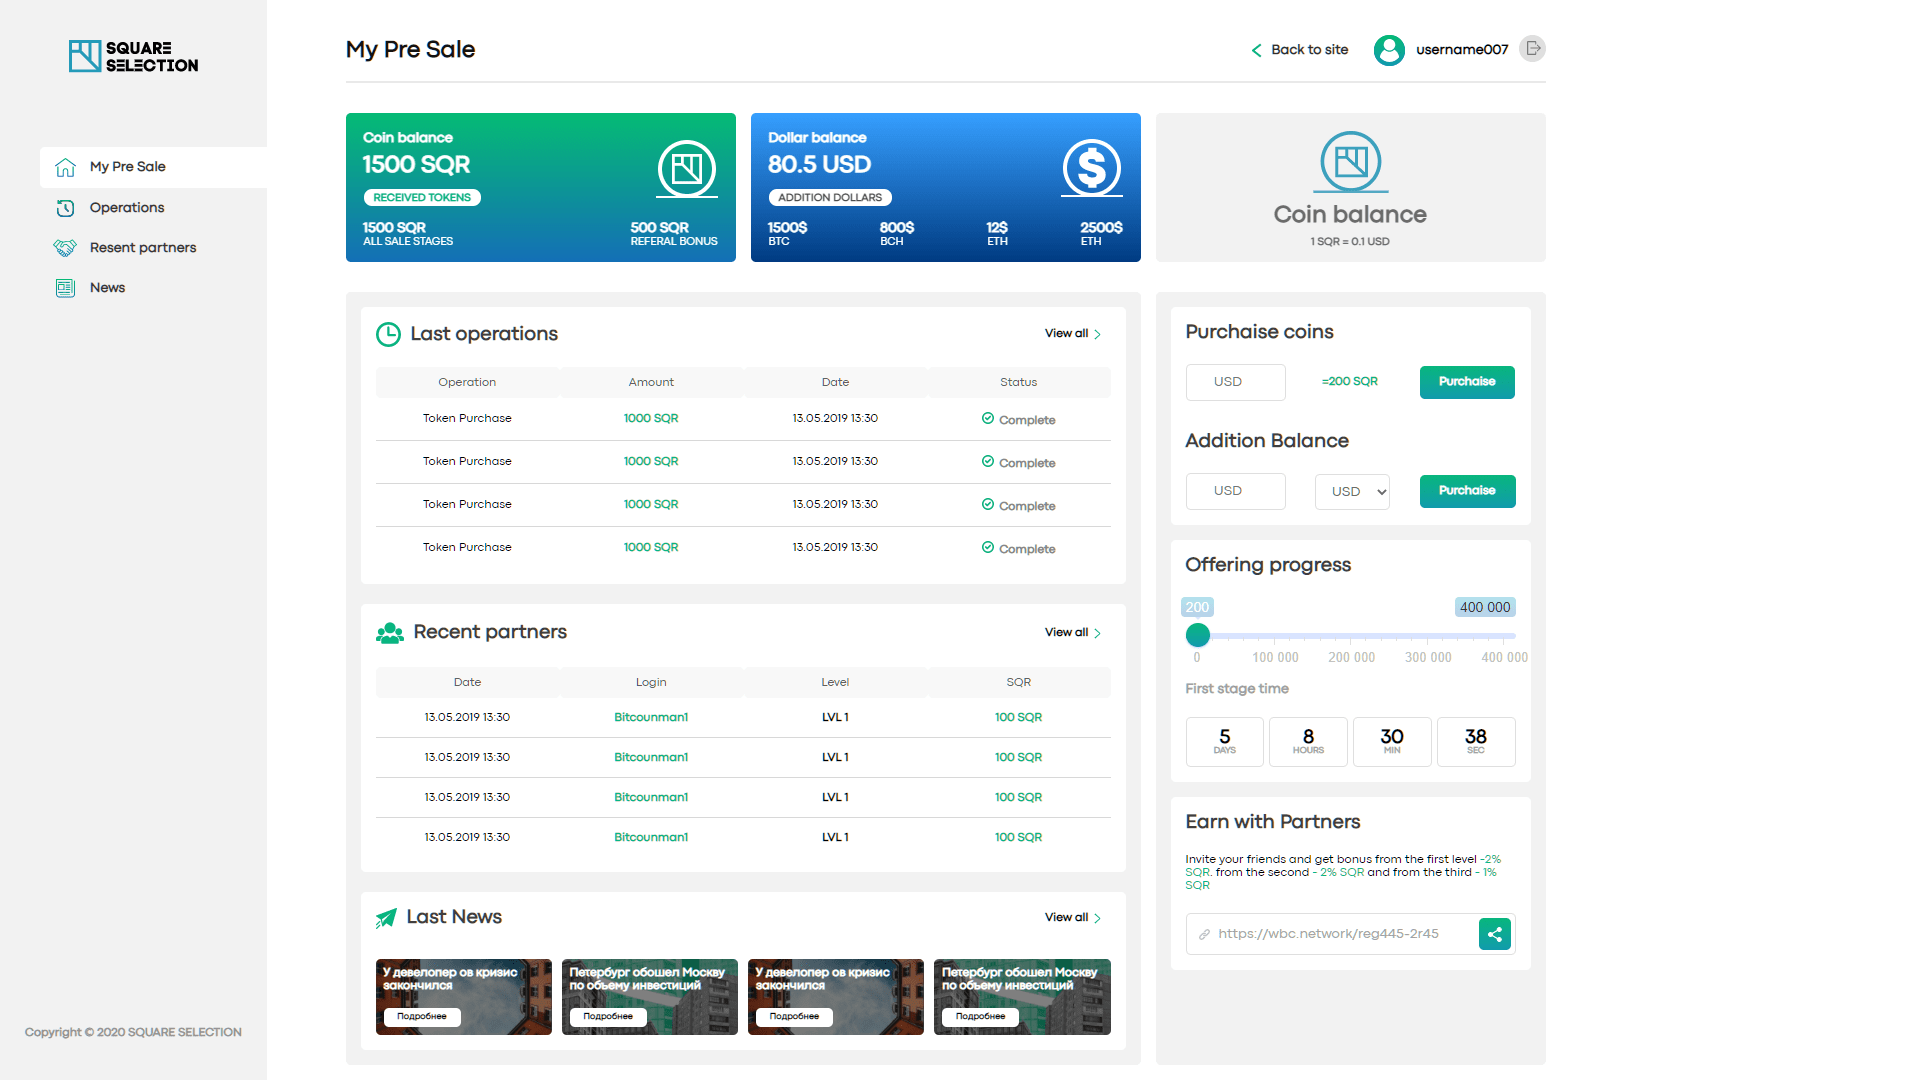 SQUARE
SELECTION
My Pre Sale
Operations
Resent partners
News
Copyright © 2020 SQUARE SELECTION
My Pre Sale
Back to site
username007
Coin balance
1500 SQR
RECEIVED TOKENS
1500 SQR
ALL SALE STAGES
500 SQR
REFERAL BONUS
Dollar balance
80.5 USD
ADDITION DOLLARS
1500$ 800$ 12$ 2500$
BTC BCH ETH ETH
Coin balance
1 SQR = 0.1 USD
Last operations
View all
Operation Amount Date Status
Token Purchase 1000 SQR 13.05.2019 13:30 Complete
Token Purchase 1000 SQR 13.05.2019 13:30 Complete
Token Purchase 1000 SQR 13.05.2019 13:30 Complete
Token Purchase 1000 SQR 13.05.2019 13:30 Complete
Recent partners
View all
Date Login Level SQR
13.05.2019 13:30 Bitcounman1 LVL 1 100 SQR
13.05.2019 13:30 Bitcounman1 LVL 1 100 SQR
13.05.2019 13:30 Bitcounman1 LVL 1 100 SQR
13.05.2019 13:30 Bitcounman1 LVL 1 100 SQR
Last News
View all
У девелопер ов кризис
закончился
Подробнее
Петербург обошел Москву
по объему инвестиций
Подробнее
У девелопер ов кризис
закончился
Подробнее
Петербург обошел Москву
по объему инвестиций
Подробнее
Purchaise coins
USD =200 SQR Purchaise
Addition Balance
USD USD Purchaise
Offering progress
200 400 000
0 100 000 200 000 300 000 400 000
First stage time
5 8 30 38
DAYS HOURS MIN SEC
Earn with Partners
Invite your friends and get bonus from the first level -2%
SQR. from the second - 2% SQR and from the third - 1%
SQR
https://wbc.network/reg445-2r45